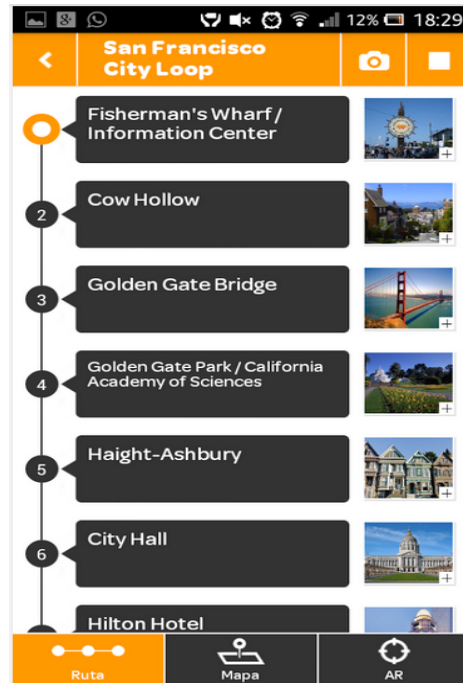 12% 18:29
San Francisco
City Loop
Fisherman's Wharf /
Information Center
2
Cow Hollow
3
Golden Gate Bridge
4
Golden Gate Park / California
Academy of Sciences
5
Haight-Ashbury
6
City Hall
Hilton Hotel
Ruta Mapa AR